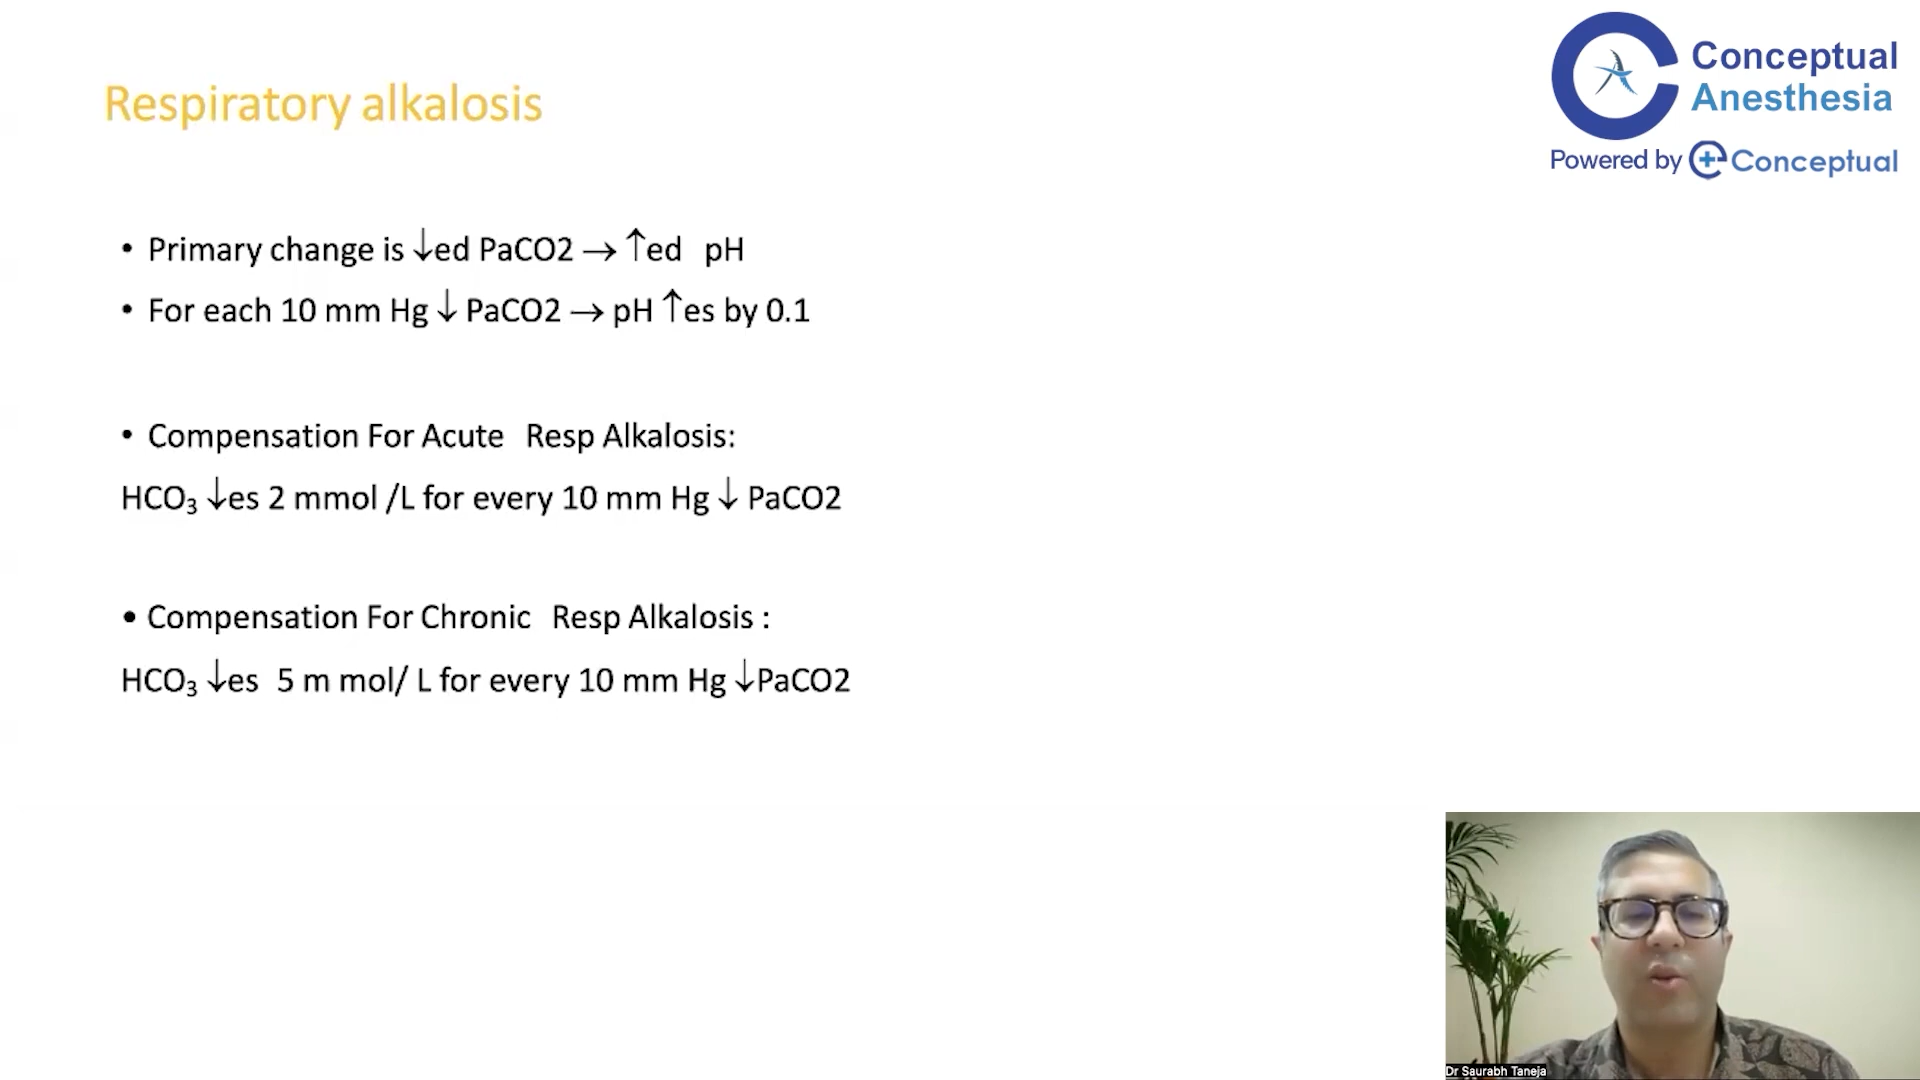 Respiratory alkalosis
Conceptual
Anesthesia
Powered by Conceptual
• Primary change is ↓ed PaCO2 → ↑ed pH
• For each 10 mm Hg ↓ PaCO2 → pH ↑es by 0.1
• Compensation For Acute Resp Alkalosis:
HCO₃ ↓es 2 mmol /L for every 10 mm Hg ↓ PaCO2
• Compensation For Chronic Resp Alkalosis :
HCO₃ ↓es 5 m mol/ L for every 10 mm Hg ↓PaCO2
Dr Saurabh Taneja